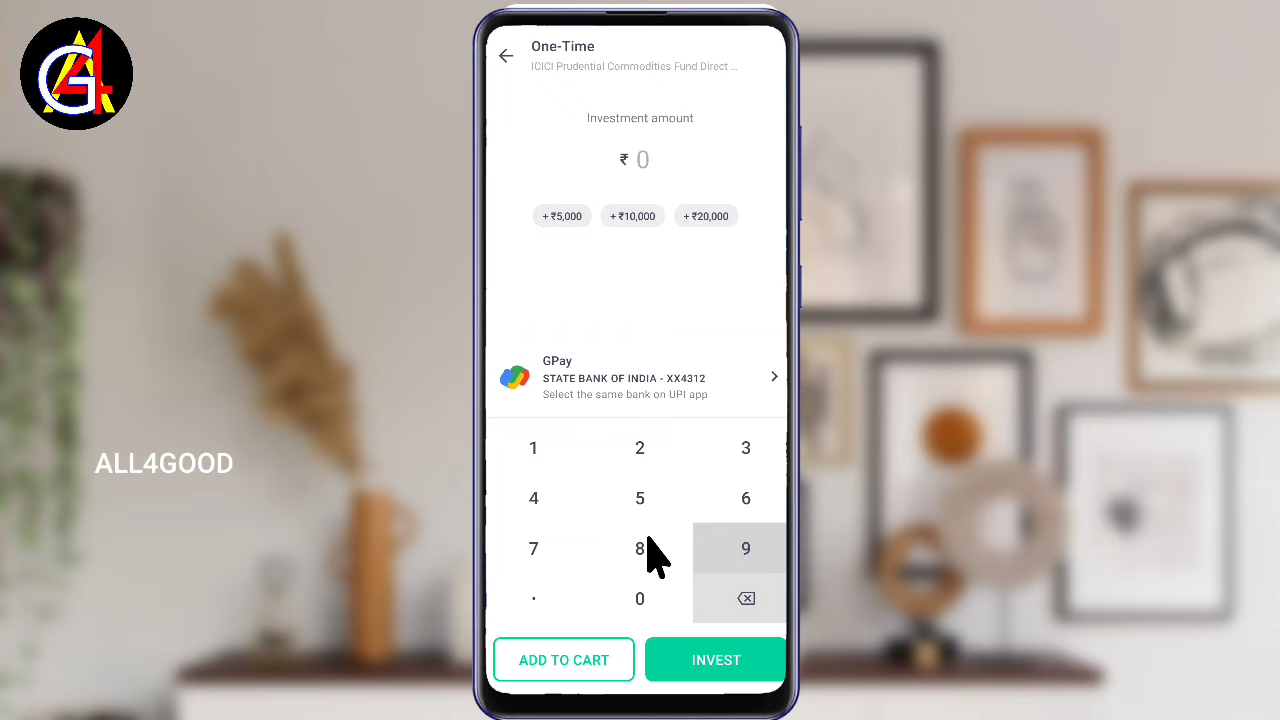 One-Time
ICICI Prudential Commodities Fund Direct ...
Investment amount
₹ 0
+ ₹5,000 + ₹10,000 + ₹20,000
GPay
STATE BANK OF INDIA - XX4312
Select the same bank on UPI app
1 2 3
4 5 6
7 8 9
. 0
ADD TO CART INVEST
ALL4GOOD
A G 4